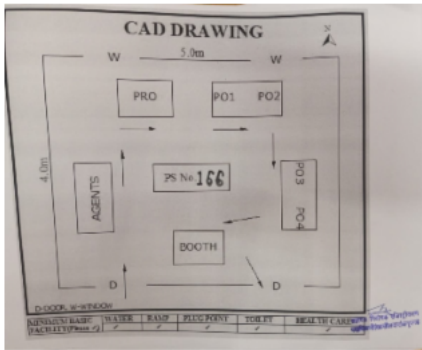 CAD DRAWING
N
W 5.0m W
PRO PO1 PO2
4.0m
AGENTS
PS No. 166
PO3 PO4
BOOTH
D D
D-DOOR, W-WINDOW
MINIMUM BASIC FACILITY(Please ✓) WATER RAMP PLUG POINT TOILET HEALTH CARE
✓ ✓ ✓ ✓ ✓